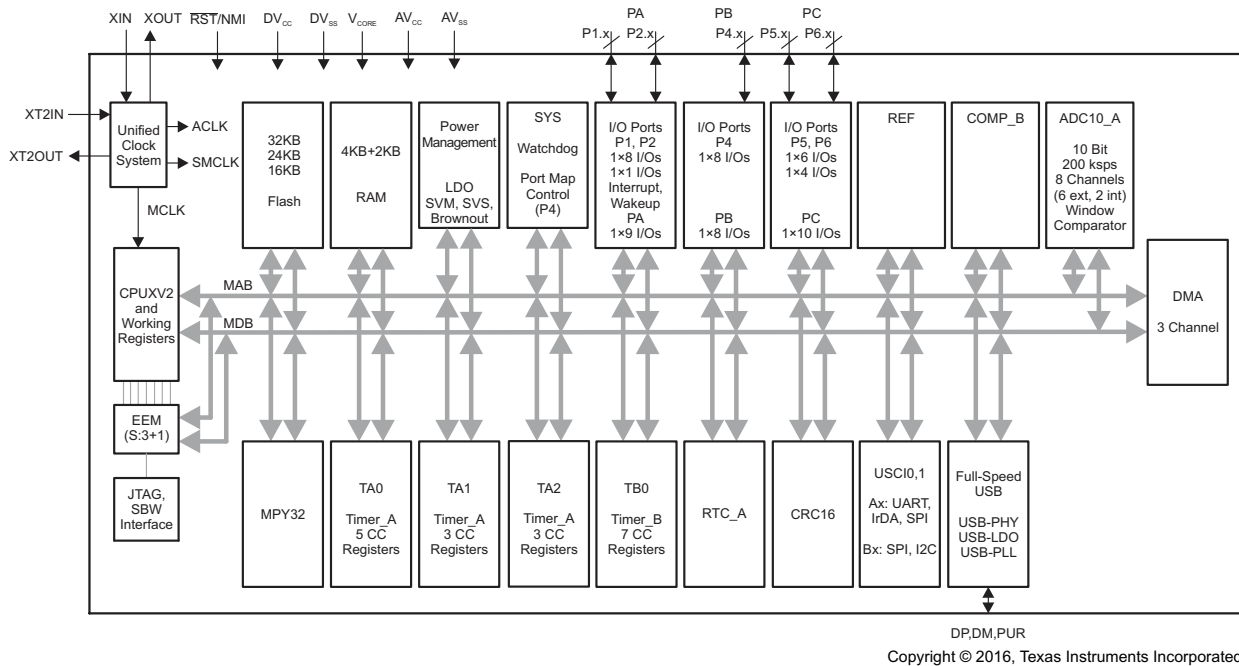 XIN XOUT RST/NMI DVCC DVSS VCORE AVCC AVSS PA PB PC
P1.x P2.x P4.x P5.x P6.x
XT2IN
XT2OUT
Unified
Clock
System
ACLK
SMCLK
MCLK
32KB
24KB
16KB
Flash
4KB+2KB
RAM
Power
Management
LDO
SVM, SVS,
Brownout
SYS
Watchdog
Port Map
Control
(P4)
I/O Ports
P1, P2
1×8 I/Os
1×1 I/Os
Interrupt,
Wakeup
PA
1×9 I/Os
I/O Ports
P4
1×8 I/Os
PB
1×8 I/Os
I/O Ports
P5, P6
1×6 I/Os
1×4 I/Os
PC
1×10 I/Os
REF
COMP_B
ADC10_A
10 Bit
200 ksps
8 Channels
(6 ext, 2 int)
Window
Comparator
CPUXV2
and
Working
Registers
MAB
MDB
DMA
3 Channel
EEM
(S:3+1)
JTAG,
SBW
Interface
MPY32
TA0
Timer_A
5 CC
Registers
TA1
Timer_A
3 CC
Registers
TA2
Timer_A
3 CC
Registers
TB0
Timer_B
7 CC
Registers
RTC_A
CRC16
USCI0,1
Ax: UART,
IrDA, SPI
Bx: SPI, I2C
Full-Speed
USB
USB-PHY
USB-LDO
USB-PLL
DP,DM,PUR
Copyright © 2016, Texas Instruments Incorporated